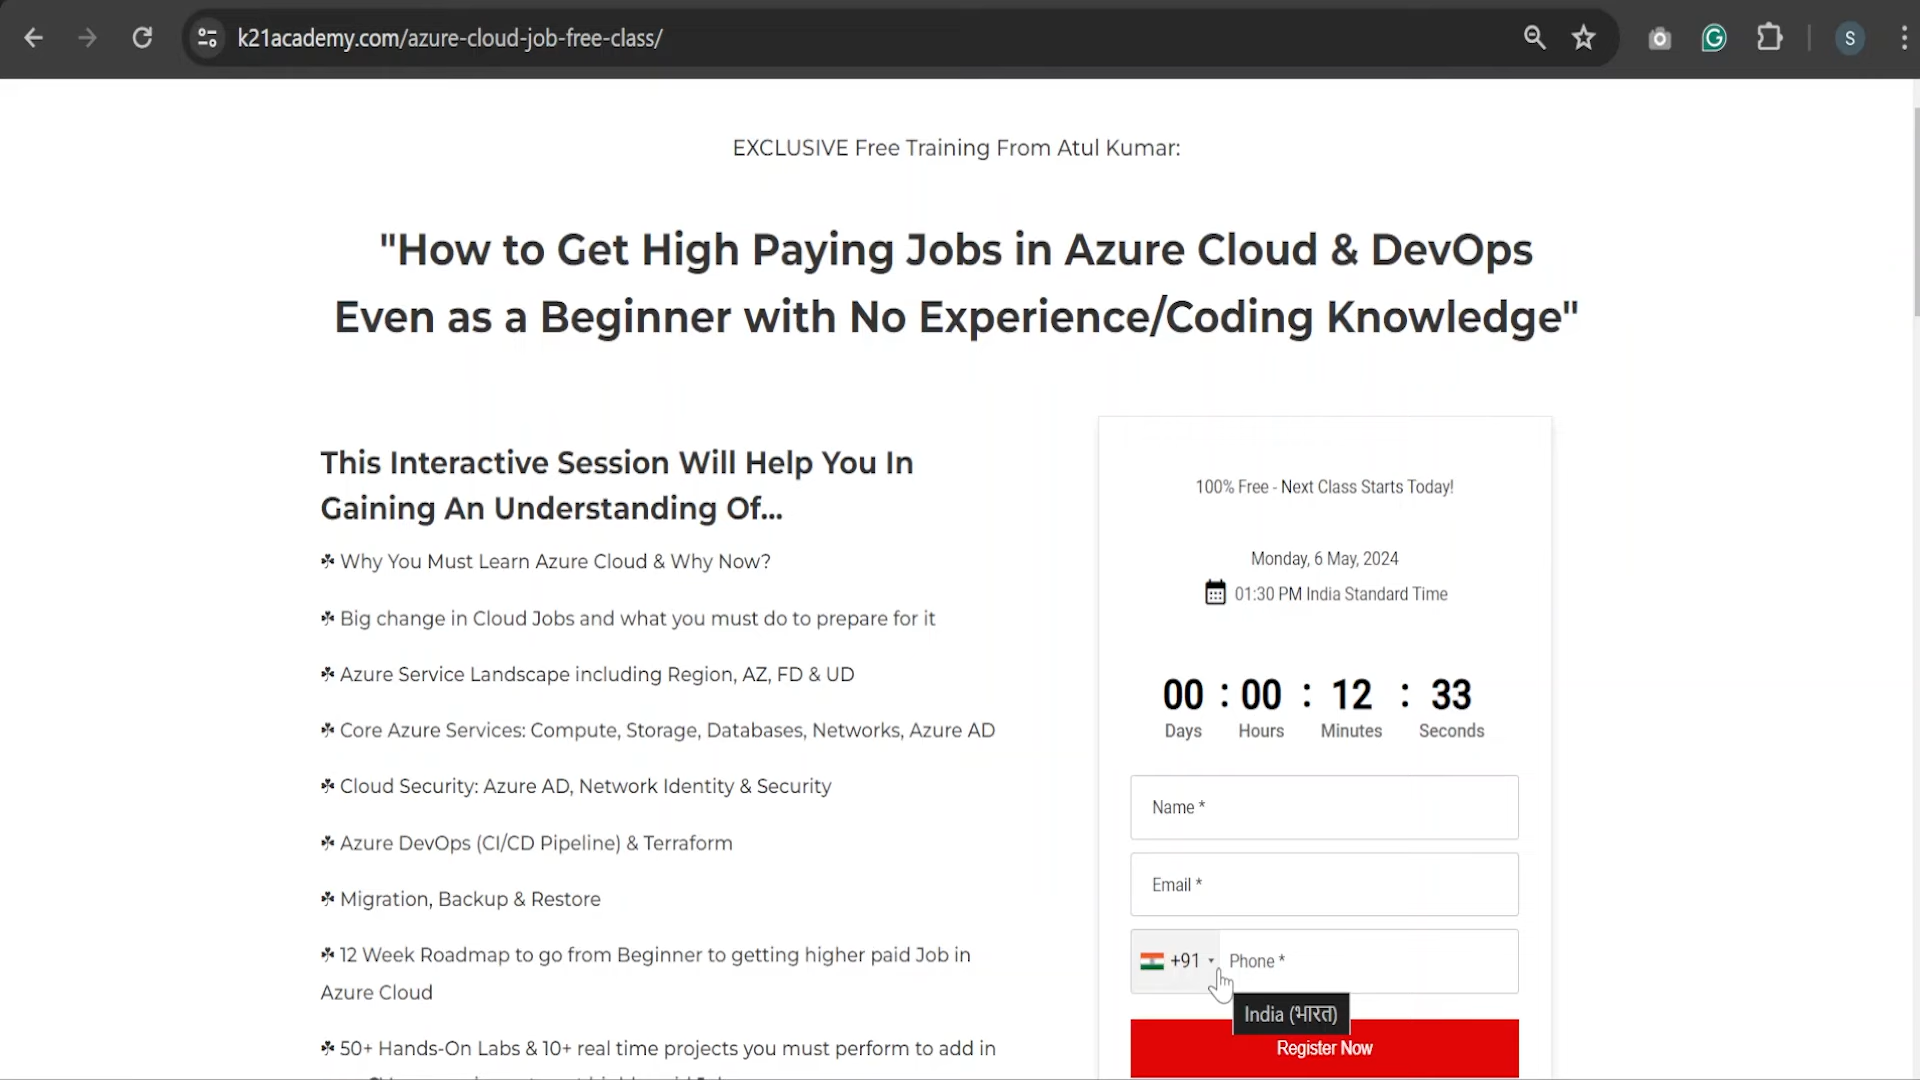 k21academy.com/azure-cloud-job-free-class/
S
EXCLUSIVE Free Training From Atul Kumar:
"How to Get High Paying Jobs in Azure Cloud & DevOps
Even as a Beginner with No Experience/Coding Knowledge"
This Interactive Session Will Help You In
Gaining An Understanding Of...
☘ Why You Must Learn Azure Cloud & Why Now?
☘ Big change in Cloud Jobs and what you must do to prepare for it
☘ Azure Service Landscape including Region, AZ, FD & UD
☘ Core Azure Services: Compute, Storage, Databases, Networks, Azure AD
☘ Cloud Security: Azure AD, Network Identity & Security
☘ Azure DevOps (CI/CD Pipeline) & Terraform
☘ Migration, Backup & Restore
☘ 12 Week Roadmap to go from Beginner to getting higher paid Job in
Azure Cloud
☘ 50+ Hands-On Labs & 10+ real time projects you must perform to add in
100% Free - Next Class Starts Today!
Monday, 6 May, 2024
01:30 PM India Standard Time
00 : 00 : 12 : 33
Days Hours Minutes Seconds
Name *
Email *
+91 Phone *
India (भारत)
Register Now